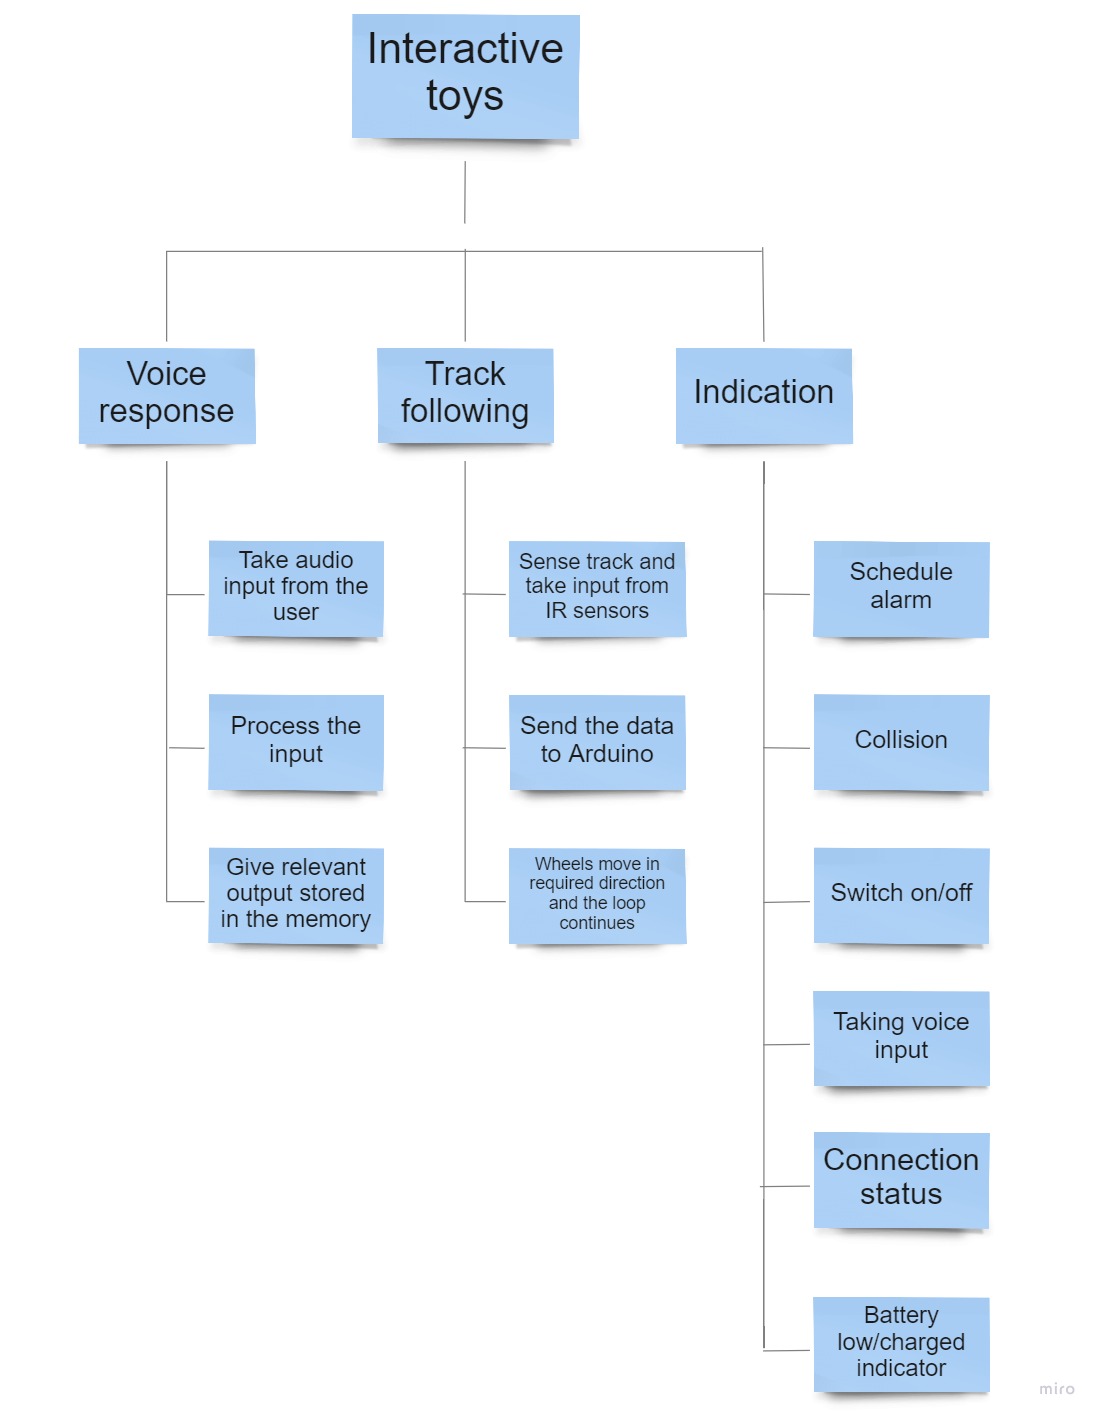 Interactive
toys
Voice
response
Track
following
Indication
Take audio
input from the
user
Sense track and
take input from
IR sensors
Schedule
alarm
Process the
input
Send the data
to Arduino
Collision
Give relevant
output stored
in the memory
Wheels move in
required direction
and the loop
continues
Switch on/off
Taking voice
input
Connection
status
Battery
low/charged
indicator
miro